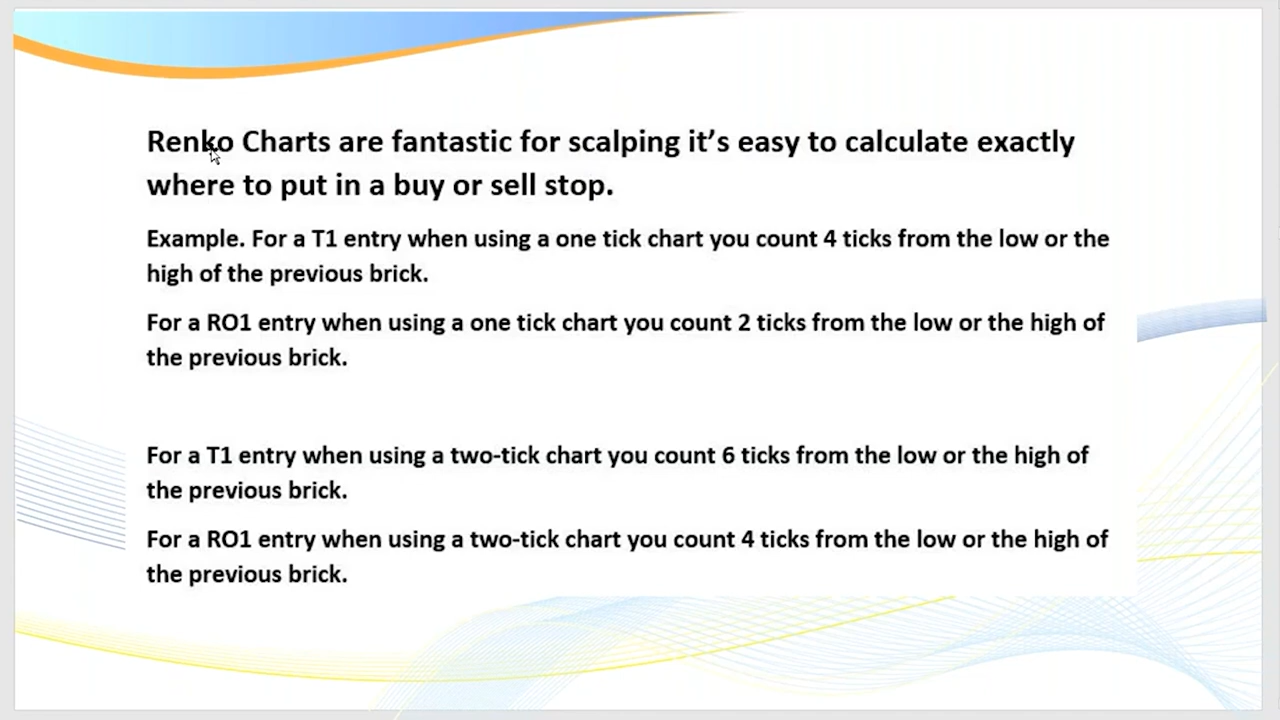 Renko Charts are fantastic for scalping it’s easy to calculate exactly
where to put in a buy or sell stop.
Example. For a T1 entry when using a one tick chart you count 4 ticks from the low or the
high of the previous brick.
For a RO1 entry when using a one tick chart you count 2 ticks from the low or the high of
the previous brick.
For a T1 entry when using a two-tick chart you count 6 ticks from the low or the high of
the previous brick.
For a RO1 entry when using a two-tick chart you count 4 ticks from the low or the high of
the previous brick.